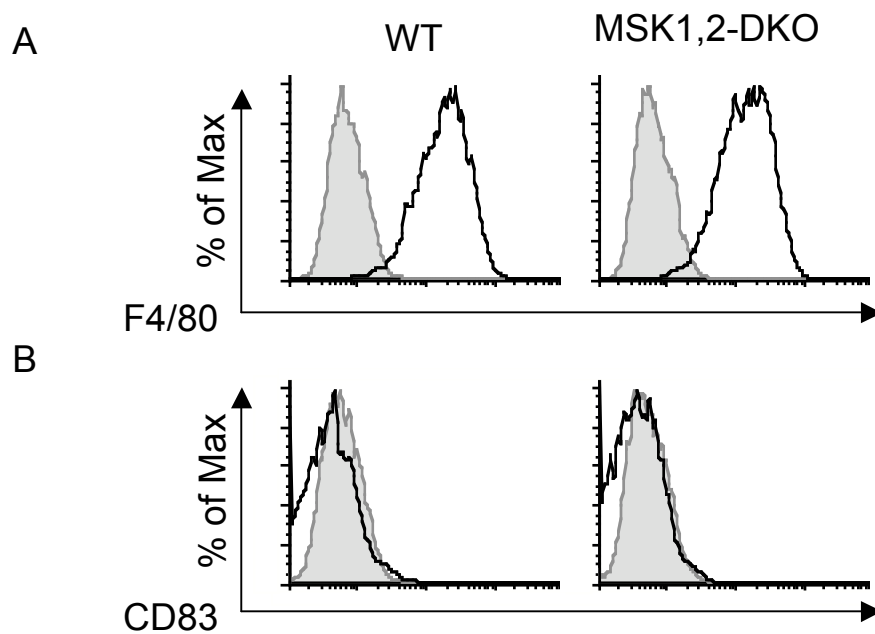 A
WT
MSK1,2-DKO
% of Max
F4/80
B
% of Max
CD83